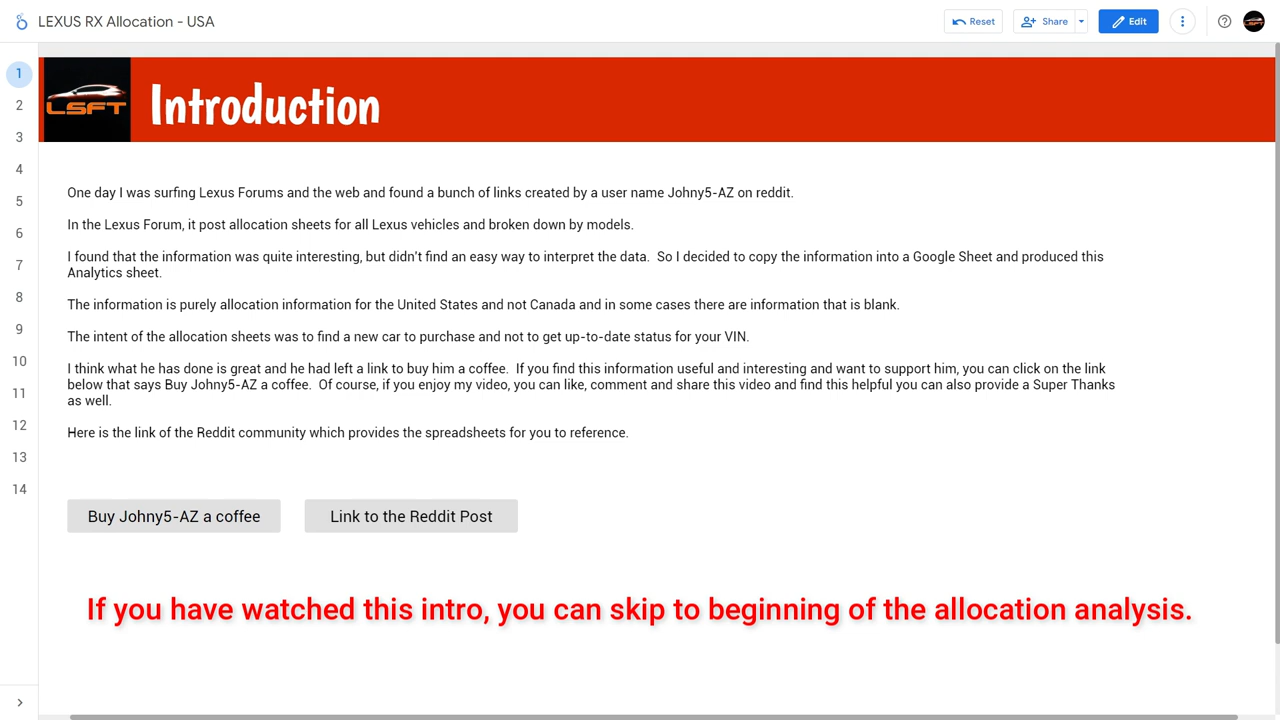 LEXUS RX Allocation - USA
Reset
Share
Edit
1
2
3
4
5
6
7
8
9
10
11
12
13
14
LSFT
Introduction
One day I was surfing Lexus Forums and the web and found a bunch of links created by a user name Johny5-AZ on reddit.
In the Lexus Forum, it post allocation sheets for all Lexus vehicles and broken down by models.
I found that the information was quite interesting, but didn't find an easy way to interpret the data.  So I decided to copy the information into a Google Sheet and produced this
Analytics sheet.
The information is purely allocation information for the United States and not Canada and in some cases there are information that is blank.
The intent of the allocation sheets was to find a new car to purchase and not to get up-to-date status for your VIN.
I think what he has done is great and he had left a link to buy him a coffee.  If you find this information useful and interesting and want to support him, you can click on the link
below that says Buy Johny5-AZ a coffee.  Of course, if you enjoy my video, you can like, comment and share this video and find this helpful you can also provide a Super Thanks
as well.
Here is the link of the Reddit community which provides the spreadsheets for you to reference.
Buy Johny5-AZ a coffee
Link to the Reddit Post
If you have watched this intro, you can skip to beginning of the allocation analysis.